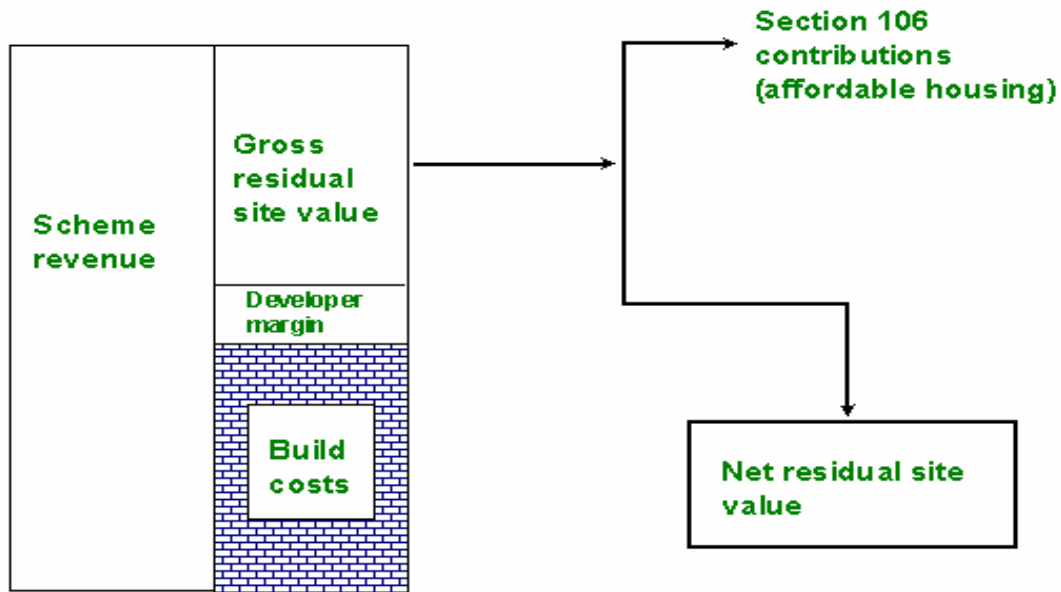 Section 106
contributions
(affordable housing)
Gross
residual
site value
Scheme
revenue
Developer
margin
Build
costs
Net residual site
value